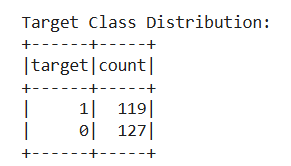 Target Class Distribution:
+------+-----+
|target|count|
+------+-----+
|     1|  119|
|     0|  127|
+------+-----+